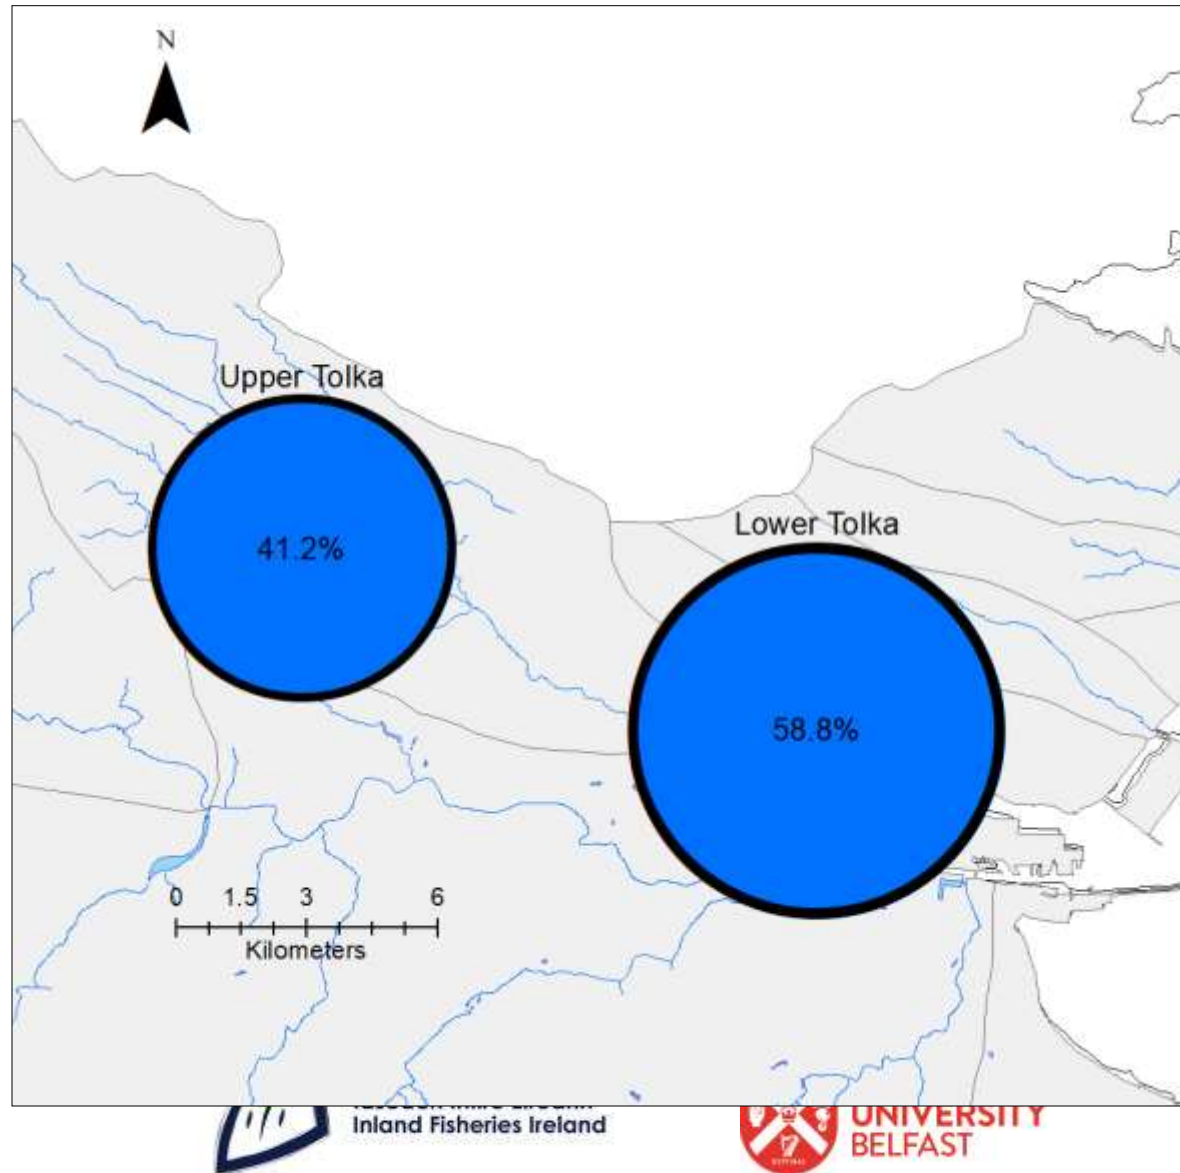 N
Upper Tolka
41.2%
Lower Tolka
58.8%
0 1.5 3 6
Kilometers
Inland Fisheries Ireland
UNIVERSITY
BELFAST